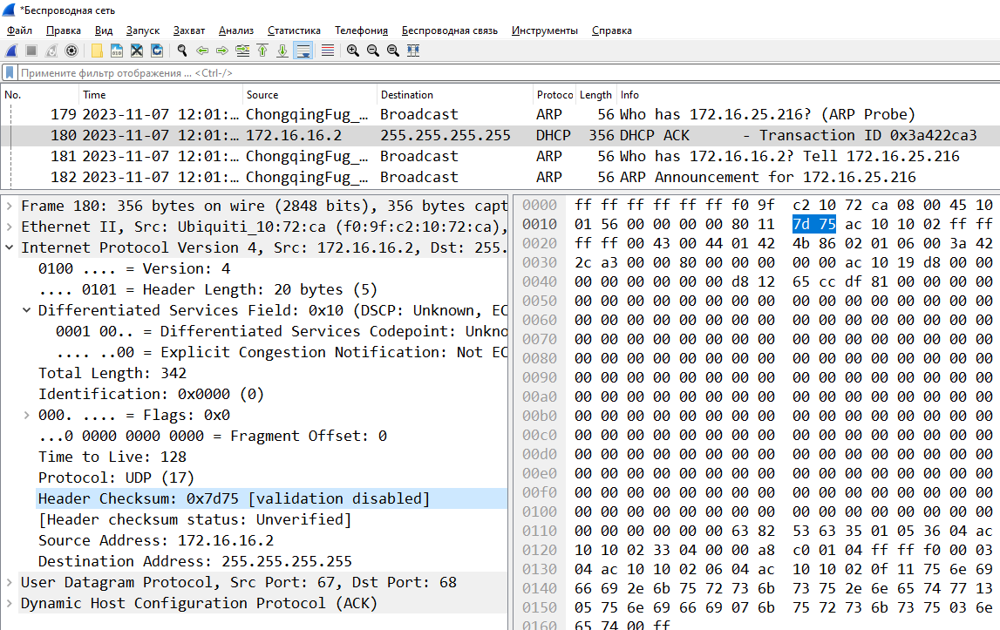 *Беспроводная сеть
Файл Правка Вид Запуск Захват Анализ Статистика Телефония Беспроводная связь Инструменты Справка
Примените фильтр отображения ... <Ctrl-/>
No. Time Source Destination Protoco Length Info
179 2023-11-07 12:01:… ChongqingFug_… Broadcast ARP 56 Who has 172.16.25.216? (ARP Probe)
180 2023-11-07 12:01:… 172.16.16.2 255.255.255.255 DHCP 356 DHCP ACK - Transaction ID 0x3a422ca3
181 2023-11-07 12:01:… ChongqingFug_… Broadcast ARP 56 Who has 172.16.16.2? Tell 172.16.25.216
182 2023-11-07 12:01:… ChongqingFug_… Broadcast ARP 56 ARP Announcement for 172.16.25.216
Frame 180: 356 bytes on wire (2848 bits), 356 bytes capt
Ethernet II, Src: Ubiquiti_10:72:ca (f0:9f:c2:10:72:ca),
Internet Protocol Version 4, Src: 172.16.16.2, Dst: 255.
0100 .... = Version: 4
.... 0101 = Header Length: 20 bytes (5)
Differentiated Services Field: 0x10 (DSCP: Unknown, EC
0001 00.. = Differentiated Services Codepoint: Unkno
.... ..00 = Explicit Congestion Notification: Not EC
Total Length: 342
Identification: 0x0000 (0)
000. .... = Flags: 0x0
...0 0000 0000 0000 = Fragment Offset: 0
Time to Live: 128
Protocol: UDP (17)
Header Checksum: 0x7d75 [validation disabled]
[Header checksum status: Unverified]
Source Address: 172.16.16.2
Destination Address: 255.255.255.255
User Datagram Protocol, Src Port: 67, Dst Port: 68
Dynamic Host Configuration Protocol (ACK)
0000 ff ff ff ff ff ff f0 9f c2 10 72 ca 08 00 45 10
0010 01 56 00 00 00 00 80 11 7d 75 ac 10 10 02 ff ff
0020 ff ff 00 43 00 44 01 42 4b 86 02 01 06 00 3a 42
0030 2c a3 00 00 80 00 00 00 00 00 ac 10 19 d8 00 00
0040 00 00 00 00 00 00 d8 12 65 cc df 81 00 00 00 00
0050 00 00 00 00 00 00 00 00 00 00 00 00 00 00 00 00
0060 00 00 00 00 00 00 00 00 00 00 00 00 00 00 00 00
0070 00 00 00 00 00 00 00 00 00 00 00 00 00 00 00 00
0080 00 00 00 00 00 00 00 00 00 00 00 00 00 00 00 00
0090 00 00 00 00 00 00 00 00 00 00 00 00 00 00 00 00
00a0 00 00 00 00 00 00 00 00 00 00 00 00 00 00 00 00
00b0 00 00 00 00 00 00 00 00 00 00 00 00 00 00 00 00
00c0 00 00 00 00 00 00 00 00 00 00 00 00 00 00 00 00
00d0 00 00 00 00 00 00 00 00 00 00 00 00 00 00 00 00
00e0 00 00 00 00 00 00 00 00 00 00 00 00 00 00 00 00
00f0 00 00 00 00 00 00 00 00 00 00 00 00 00 00 00 00
0100 00 00 00 00 00 00 00 00 00 00 00 00 00 00 00 00
0110 00 00 00 00 00 00 63 82 53 63 35 01 05 36 04 ac
0120 10 10 02 33 04 00 00 a8 c0 01 04 ff ff f0 00 03
0130 04 ac 10 10 02 06 04 ac 10 10 02 0f 11 75 6e 69
0140 66 69 2e 6b 75 72 73 6b 73 75 2e 6e 65 74 77 13
0150 05 75 6e 69 66 69 07 6b 75 72 73 6b 73 75 03 6e
0160 65 74 00 ff